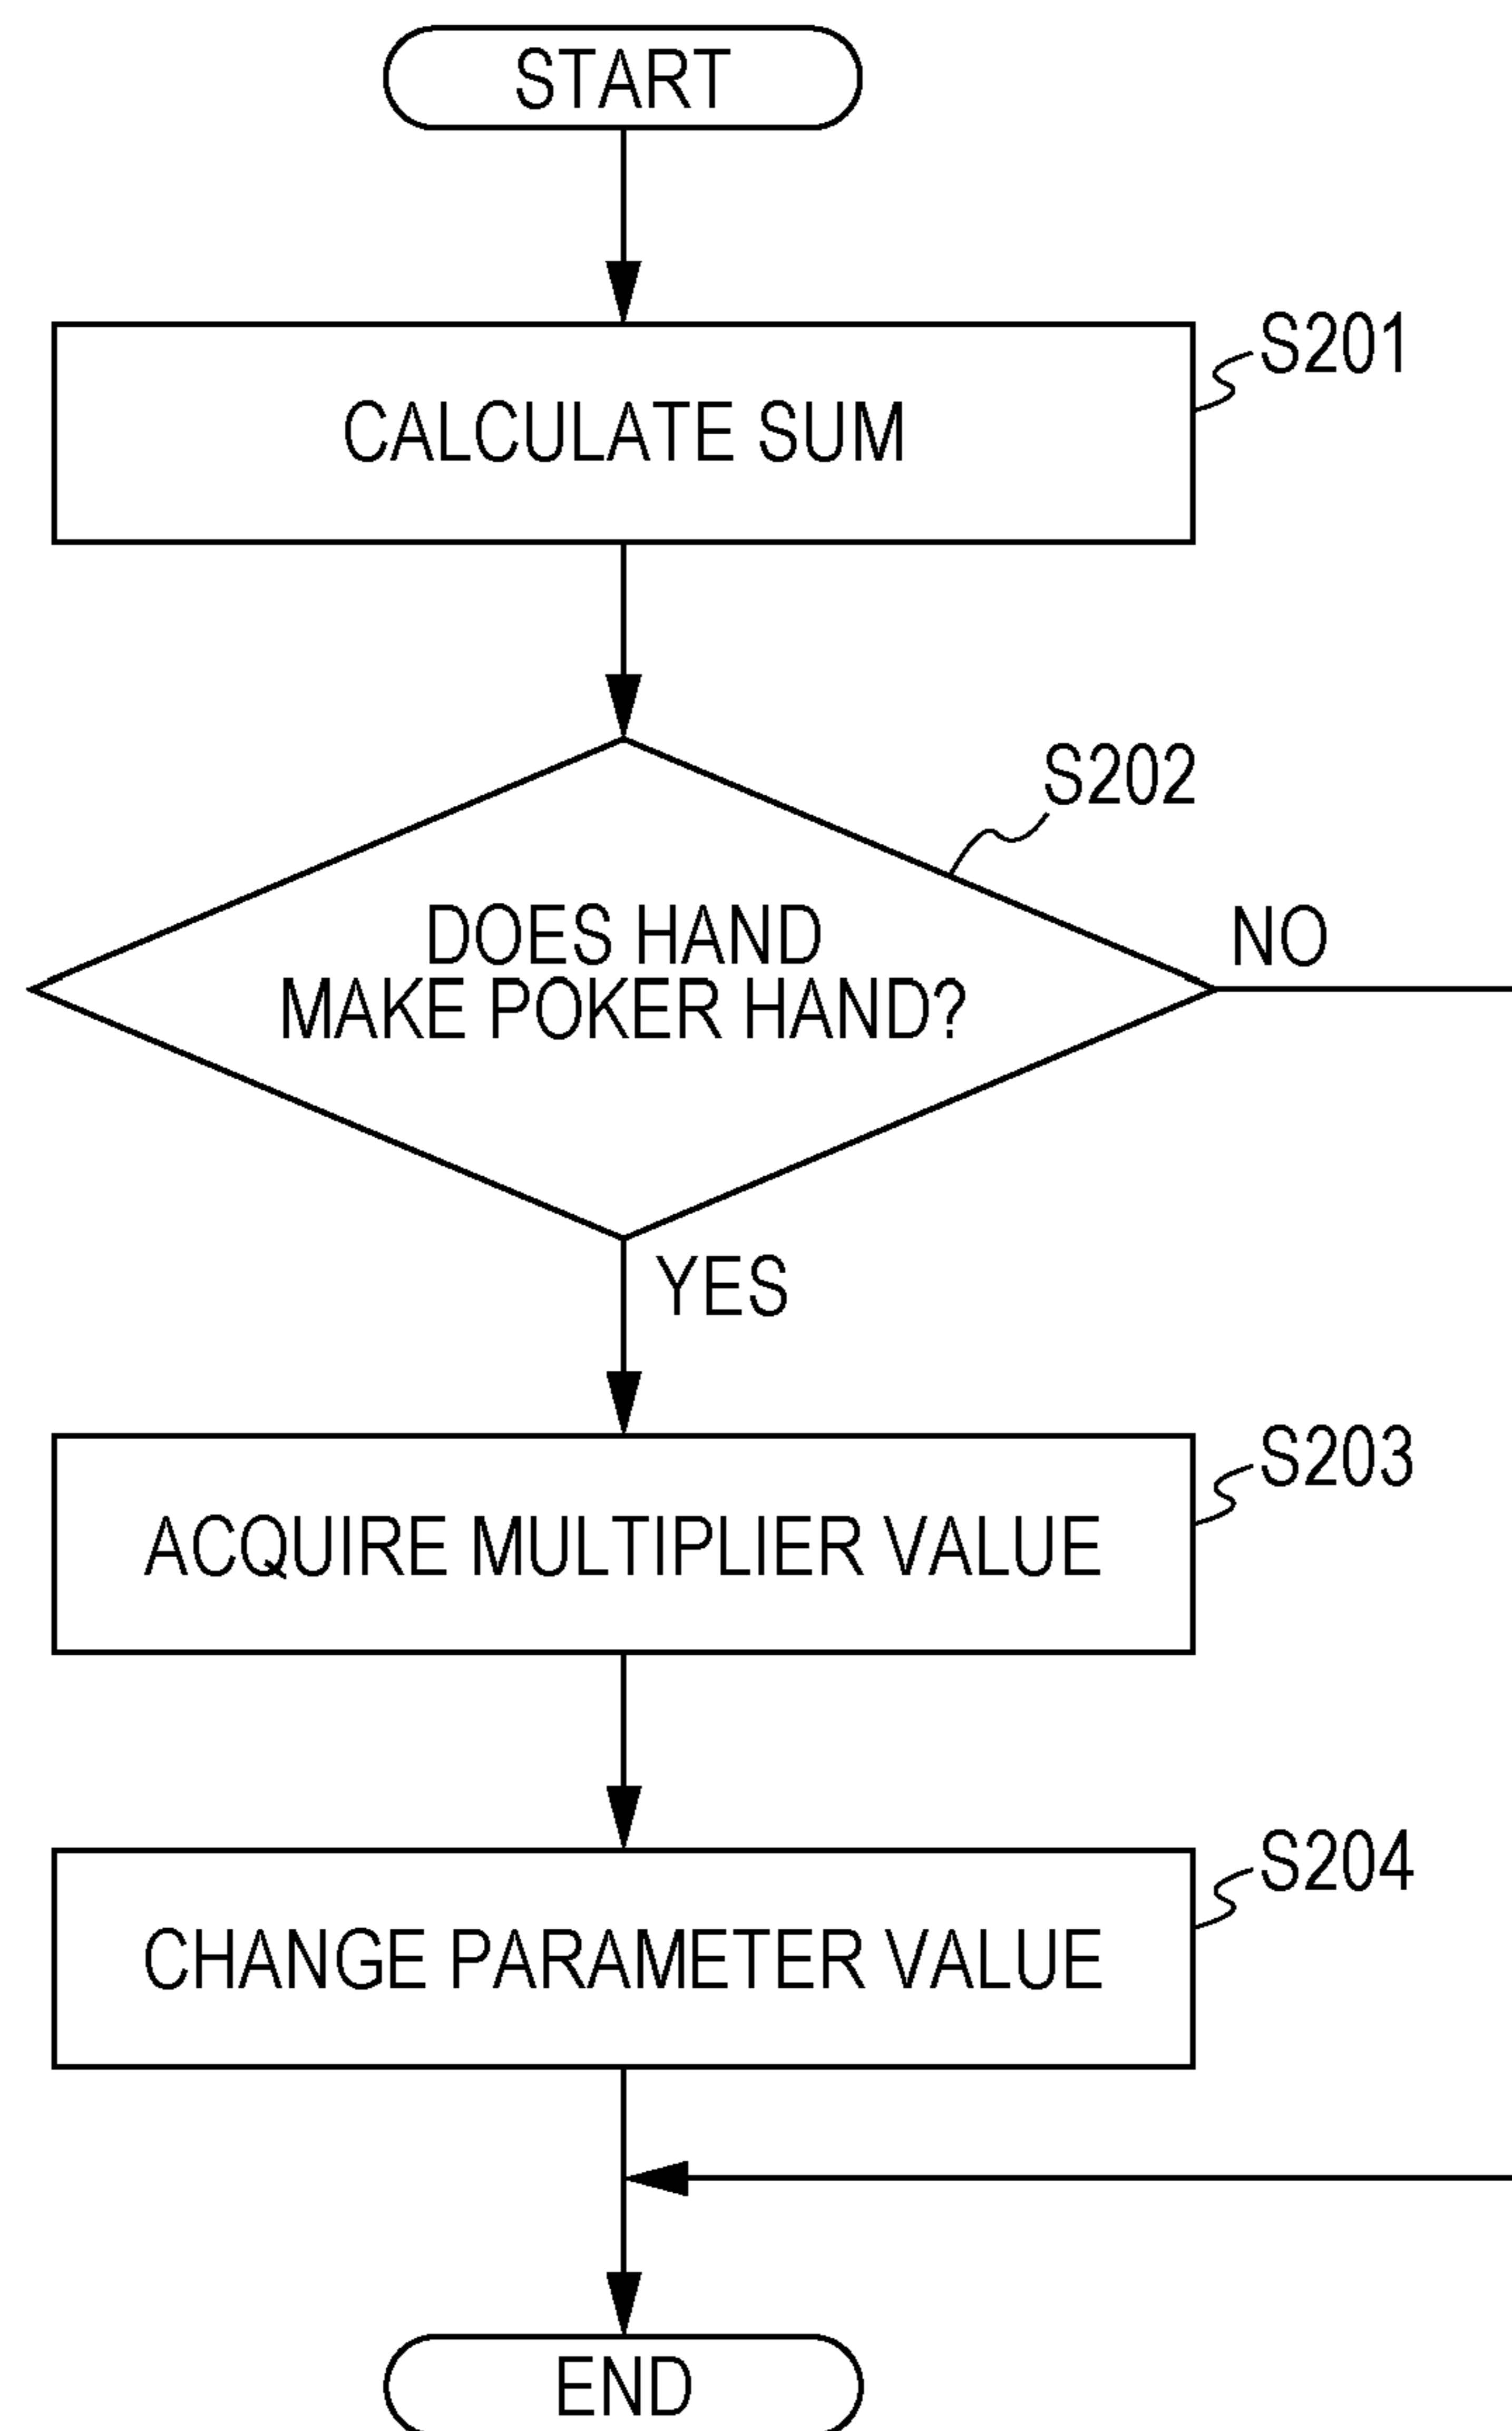 START
CALCULATE SUM
S201
S202
DOES HAND
MAKE POKER HAND?
NO
YES
ACQUIRE MULTIPLIER VALUE
S203
CHANGE PARAMETER VALUE
S204
END